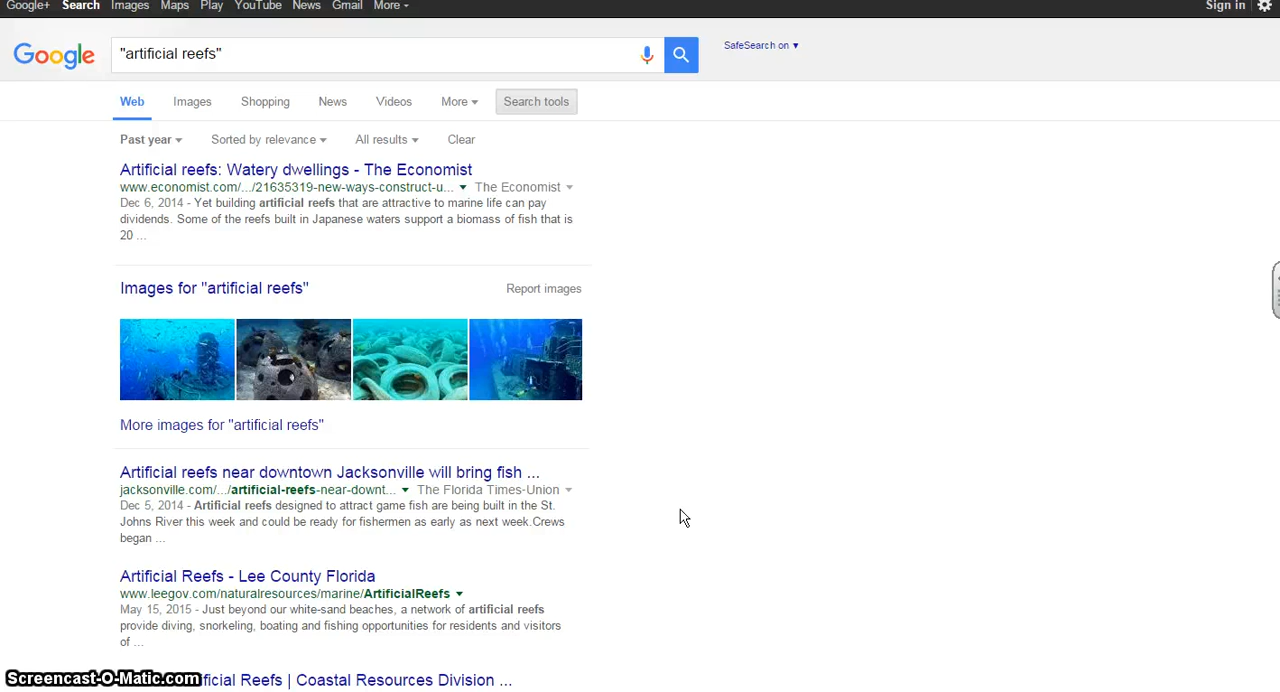 Google+ Search Images Maps Play YouTube News Gmail More Sign in
Google "artificial reefs" SafeSearch on ▼
Web Images Shopping News Videos More Search tools
Past year Sorted by relevance All results Clear
Artificial reefs: Watery dwellings - The Economist
www.economist.com/.../21635319-new-ways-construct-u... The Economist
Dec 6, 2014 - Yet building artificial reefs that are attractive to marine life can pay
dividends. Some of the reefs built in Japanese waters support a biomass of fish that is
20 ...
Images for "artificial reefs" Report images
More images for "artificial reefs"
Artificial reefs near downtown Jacksonville will bring fish ...
jacksonville.com/.../artificial-reefs-near-downt... The Florida Times-Union
Dec 5, 2014 - Artificial reefs designed to attract game fish are being built in the St.
Johns River this week and could be ready for fishermen as early as next week.Crews
began ...
Artificial Reefs - Lee County Florida
www.leegov.com/naturalresources/marine/ArtificialReefs
May 15, 2015 - Just beyond our white-sand beaches, a network of artificial reefs
provide diving, snorkeling, boating and fishing opportunities for residents and visitors
of ...
Screencast-O-Matic.com ificial Reefs | Coastal Resources Division ...